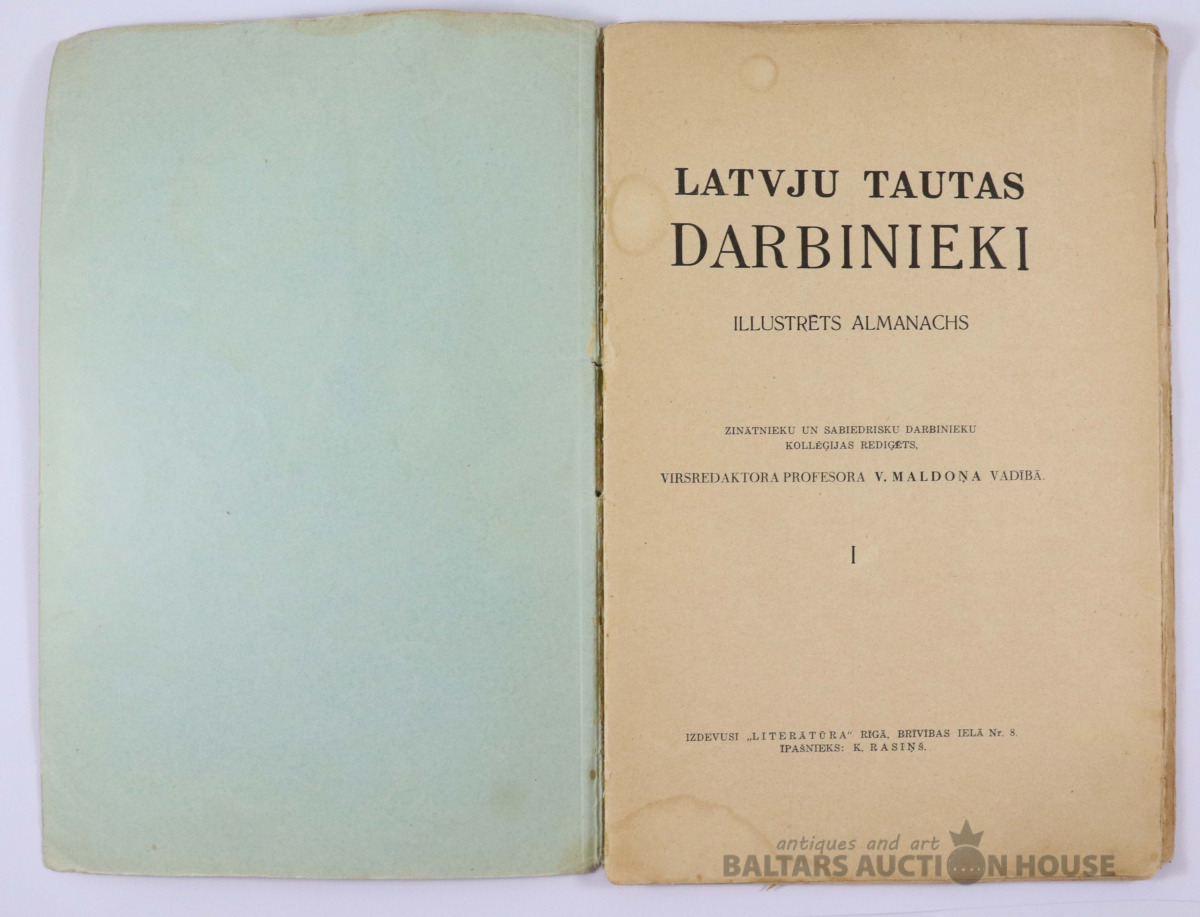 LATVJU TAUTAS
DARBINIEKI
ILLUSTRĒTS ALMANACHS
ZINĀTNIEKU UN SABIEDRISKU DARBINIEKU
KOLLĒĢIJAS REDIĢĒTS,
VIRSREDAKTORA PROFESORA V. MALDOŅA VADĪBĀ.
I
IZDEVUSI „LITERĀTŪRA" RĪGĀ, BRĪVĪBAS IELĀ Nr. 8.
ĪPAŠNIEKS: K. RASIŅŠ.
antiques and art
BALTARS AUCTION HOUSE